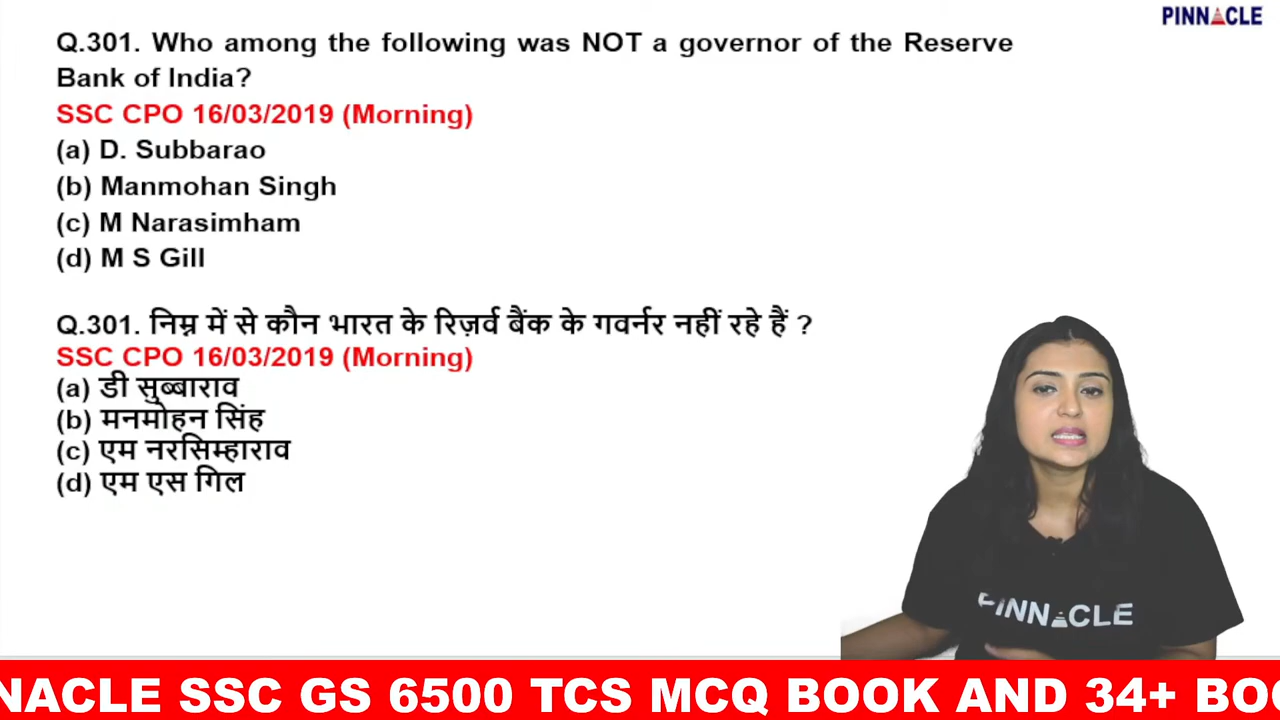 PINNACLE
Q.301. Who among the following was NOT a governor of the Reserve
Bank of India?
SSC CPO 16/03/2019 (Morning)
(a) D. Subbarao
(b) Manmohan Singh
(c) M Narasimham
(d) M S Gill
Q.301. निम्न में से कौन भारत के रिज़र्व बैंक के गवर्नर नहीं रहे हैं ?
SSC CPO 16/03/2019 (Morning)
(a) डी सुब्बाराव
(b) मनमोहन सिंह
(c) एम नरसिम्हाराव
(d) एम एस गिल
PINNACLE
NACLE SSC GS 6500 TCS MCQ BOOK AND 34+ BOO